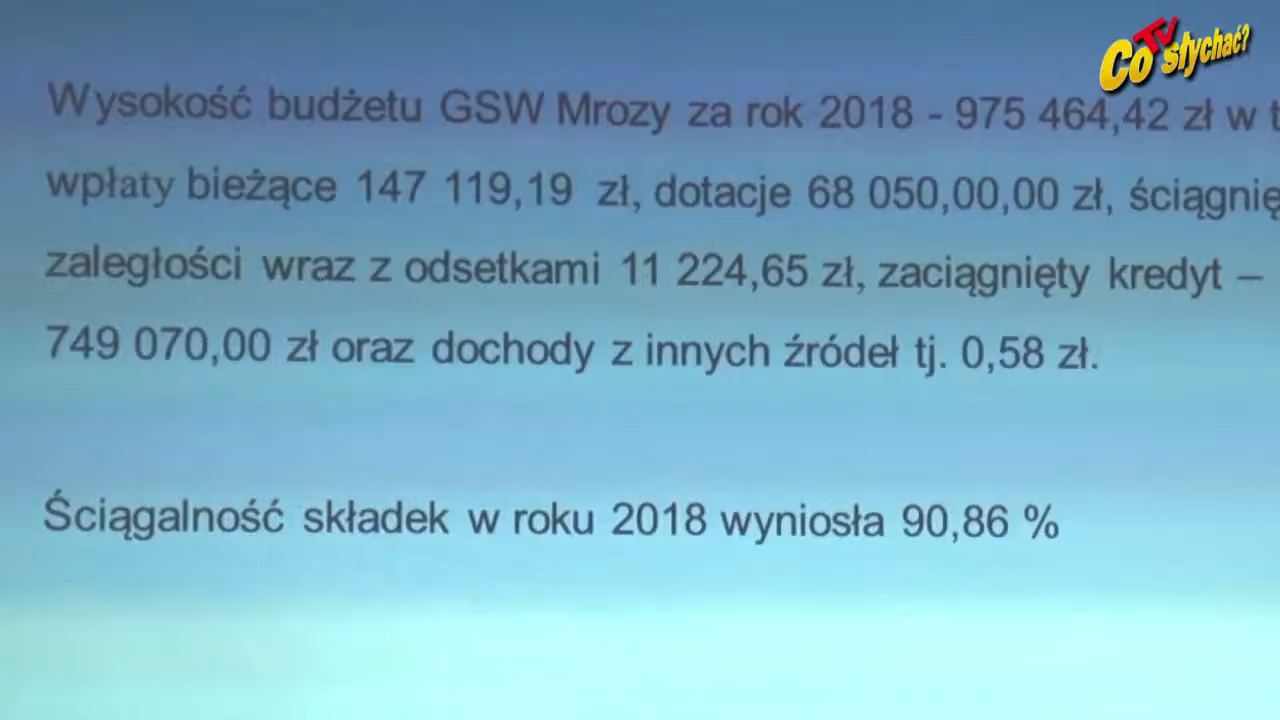 Co TV słychać?
Wysokość budżetu GSW Mrozy za rok 2018 - 975 464,42 zł w t
wpłaty bieżące 147 119,19 zł, dotacje 68 050,00,00 zł, ściągnię
zaległości wraz z odsetkami 11 224,65 zł, zaciągnięty kredyt –
749 070,00 zł oraz dochody z innych źródeł tj. 0,58 zł.
Ściągalność składek w roku 2018 wyniosła 90,86 %